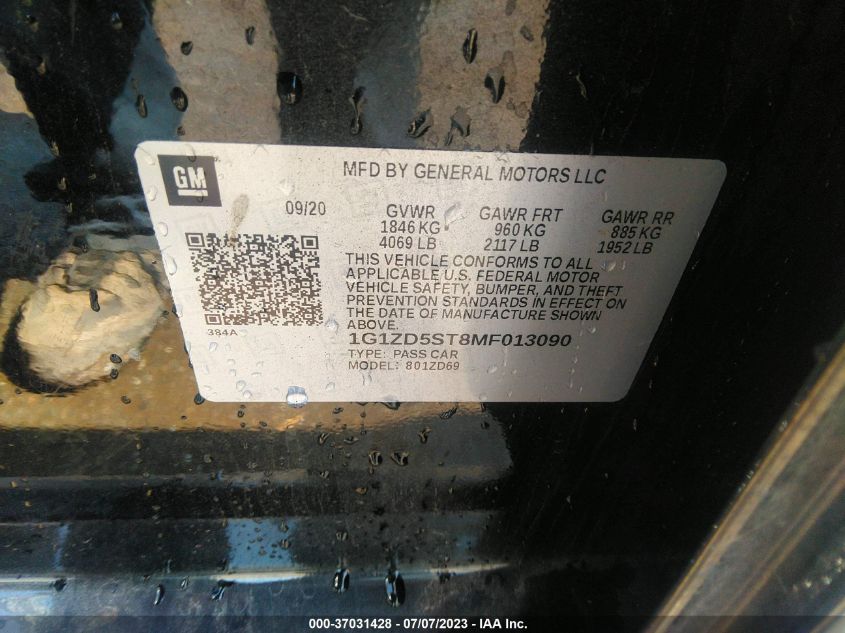 GM
MFD BY GENERAL MOTORS LLC
09/20
GVWR GAWR FRT GAWR RR
1846 KG 960 KG 885 KG
4069 LB 2117 LB 1952 LB
THIS VEHICLE CONFORMS TO ALL
APPLICABLE U.S. FEDERAL MOTOR
VEHICLE SAFETY, BUMPER, AND THEFT
PREVENTION STANDARDS IN EFFECT ON
THE DATE OF MANUFACTURE SHOWN
ABOVE.
384A
1G1ZD5ST8MF013090
TYPE: PASS CAR
MODEL: 801ZD69
000-37031428 - 07/07/2023 - IAA Inc.